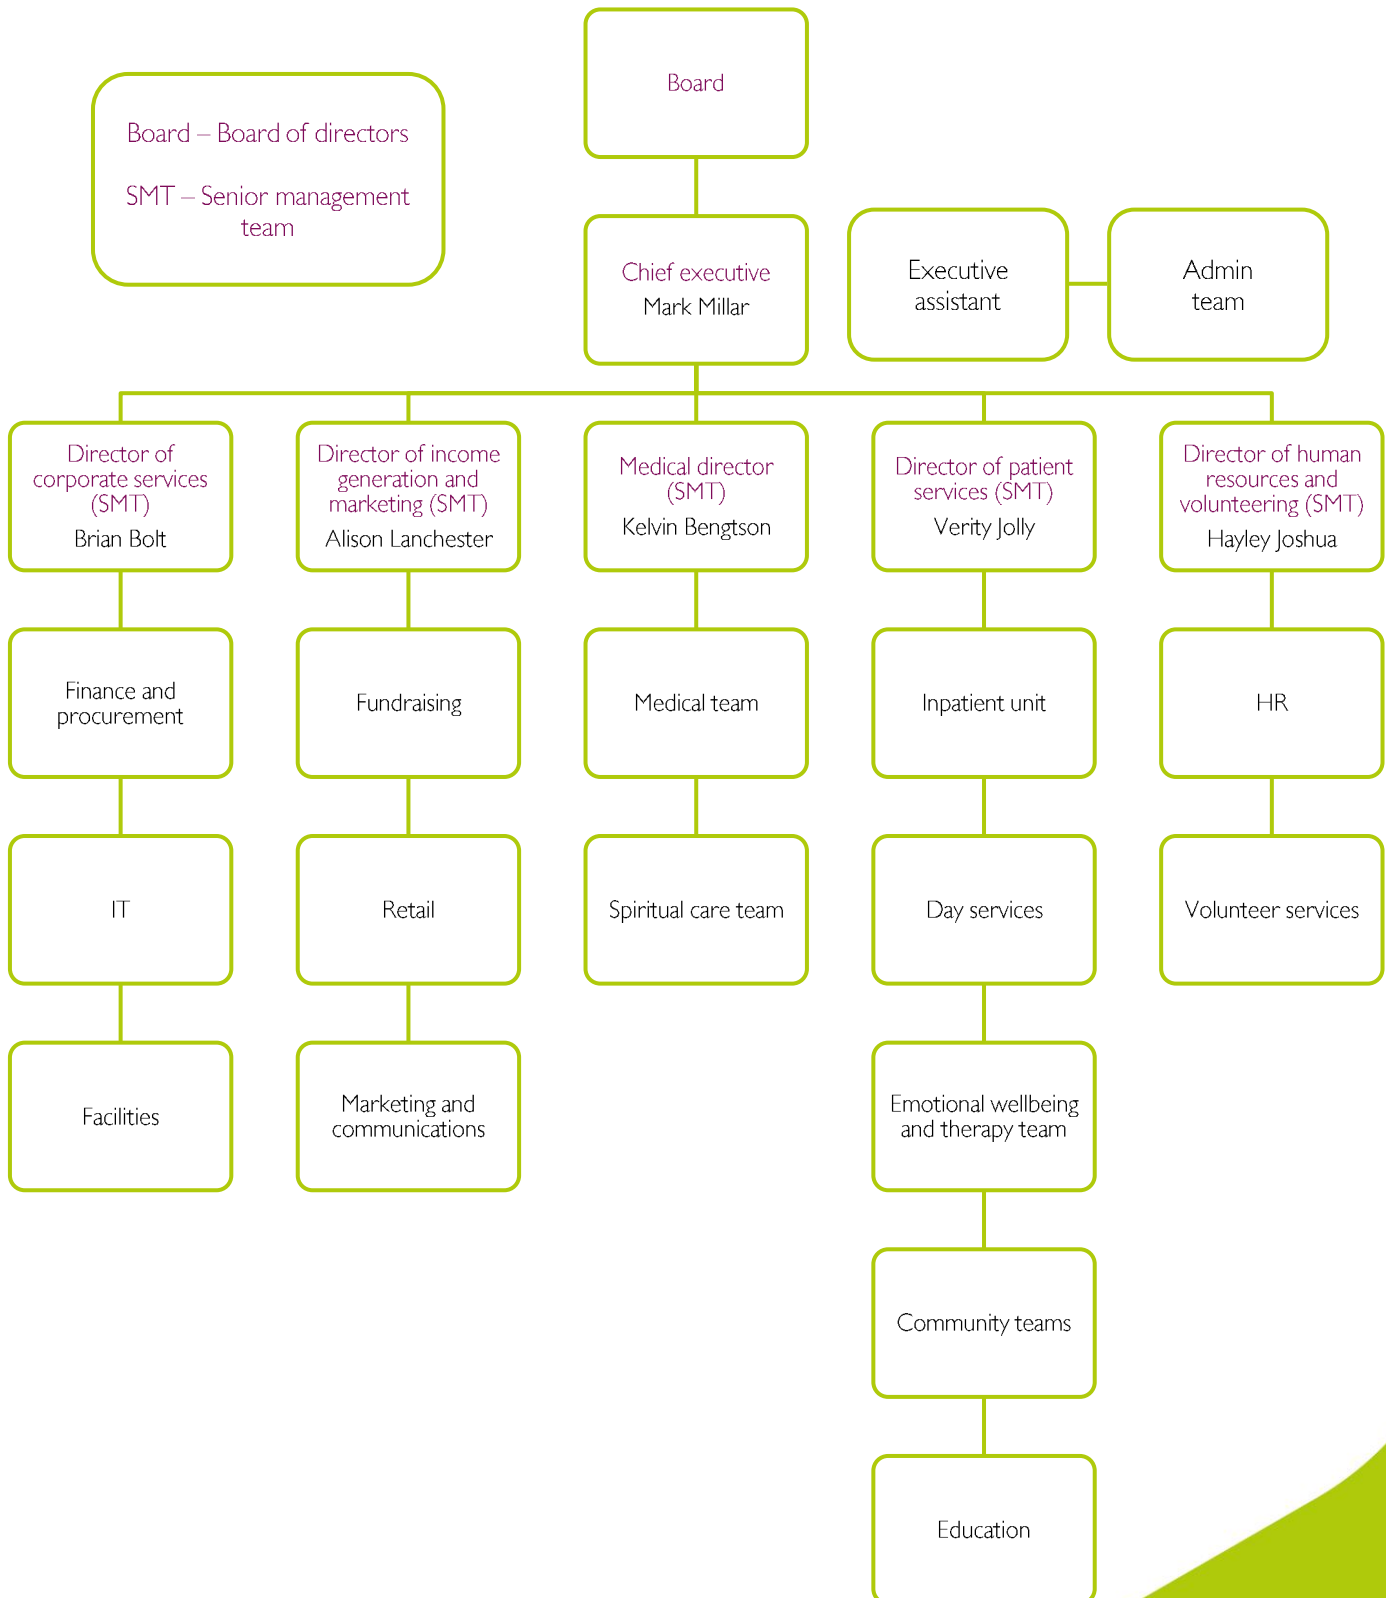 Board
Board – Board of directors
SMT – Senior management
team
Chief executive
Mark Millar
Executive
assistant
Admin
team
Director of
corporate services
(SMT)
Brian Bolt
Director of income
generation and
marketing (SMT)
Alison Lanchester
Medical director
(SMT)
Kelvin Bengtson
Director of patient
services (SMT)
Verity Jolly
Director of human
resources and
volunteering (SMT)
Hayley Joshua
Finance and
procurement
Fundraising
Medical team
Inpatient unit
HR
IT
Retail
Spiritual care team
Day services
Volunteer services
Facilities
Marketing and
communications
Emotional wellbeing
and therapy team
Community teams
Education